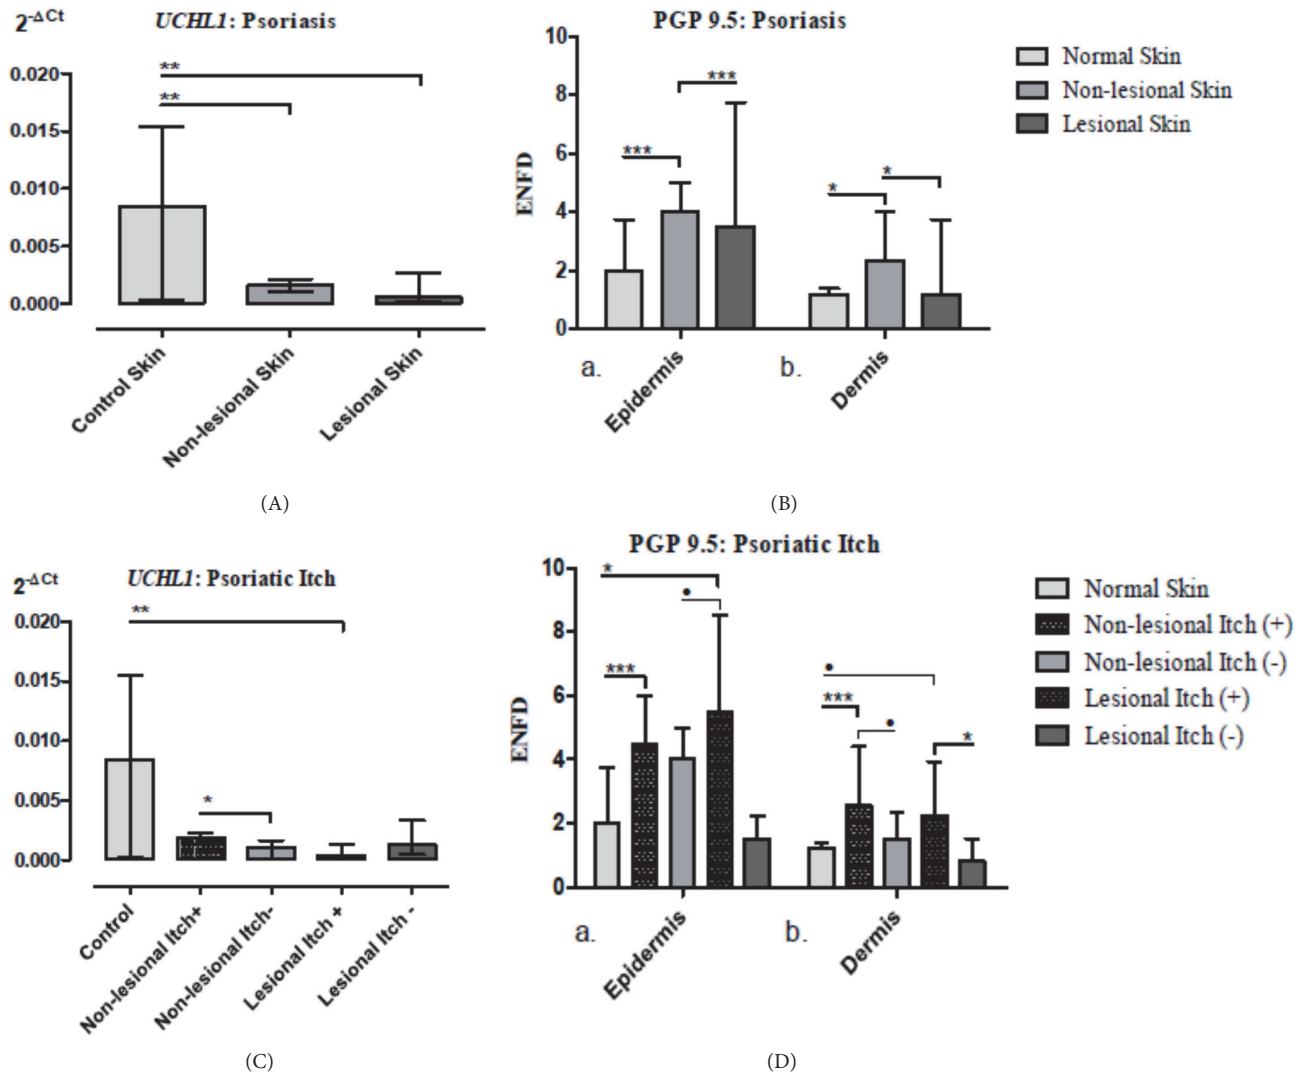 2^-ΔCt
UCHL1: Psoriasis
0.020
0.015
0.010
0.005
0.000
**
**
Control Skin
Non-lesional Skin
Lesional Skin
(A)
PGP 9.5: Psoriasis
ENFD
10
8
6
4
2
0
***
***
*
*
a.
Epidermis
b.
Dermis
Normal Skin
Non-lesional Skin
Lesional Skin
(B)
2^-ΔCt
UCHL1: Psoriatic Itch
0.020
0.015
0.010
0.005
0.000
**
*
Control
Non-lesional Itch+
Non-lesional Itch-
Lesional Itch +
Lesional Itch -
(C)
PGP 9.5: Psoriatic Itch
ENFD
10
8
6
4
2
0
*
•
***
•
***
•
*
a.
Epidermis
b.
Dermis
Normal Skin
Non-lesional Itch (+)
Non-lesional Itch (-)
Lesional Itch (+)
Lesional Itch (-)
(D)